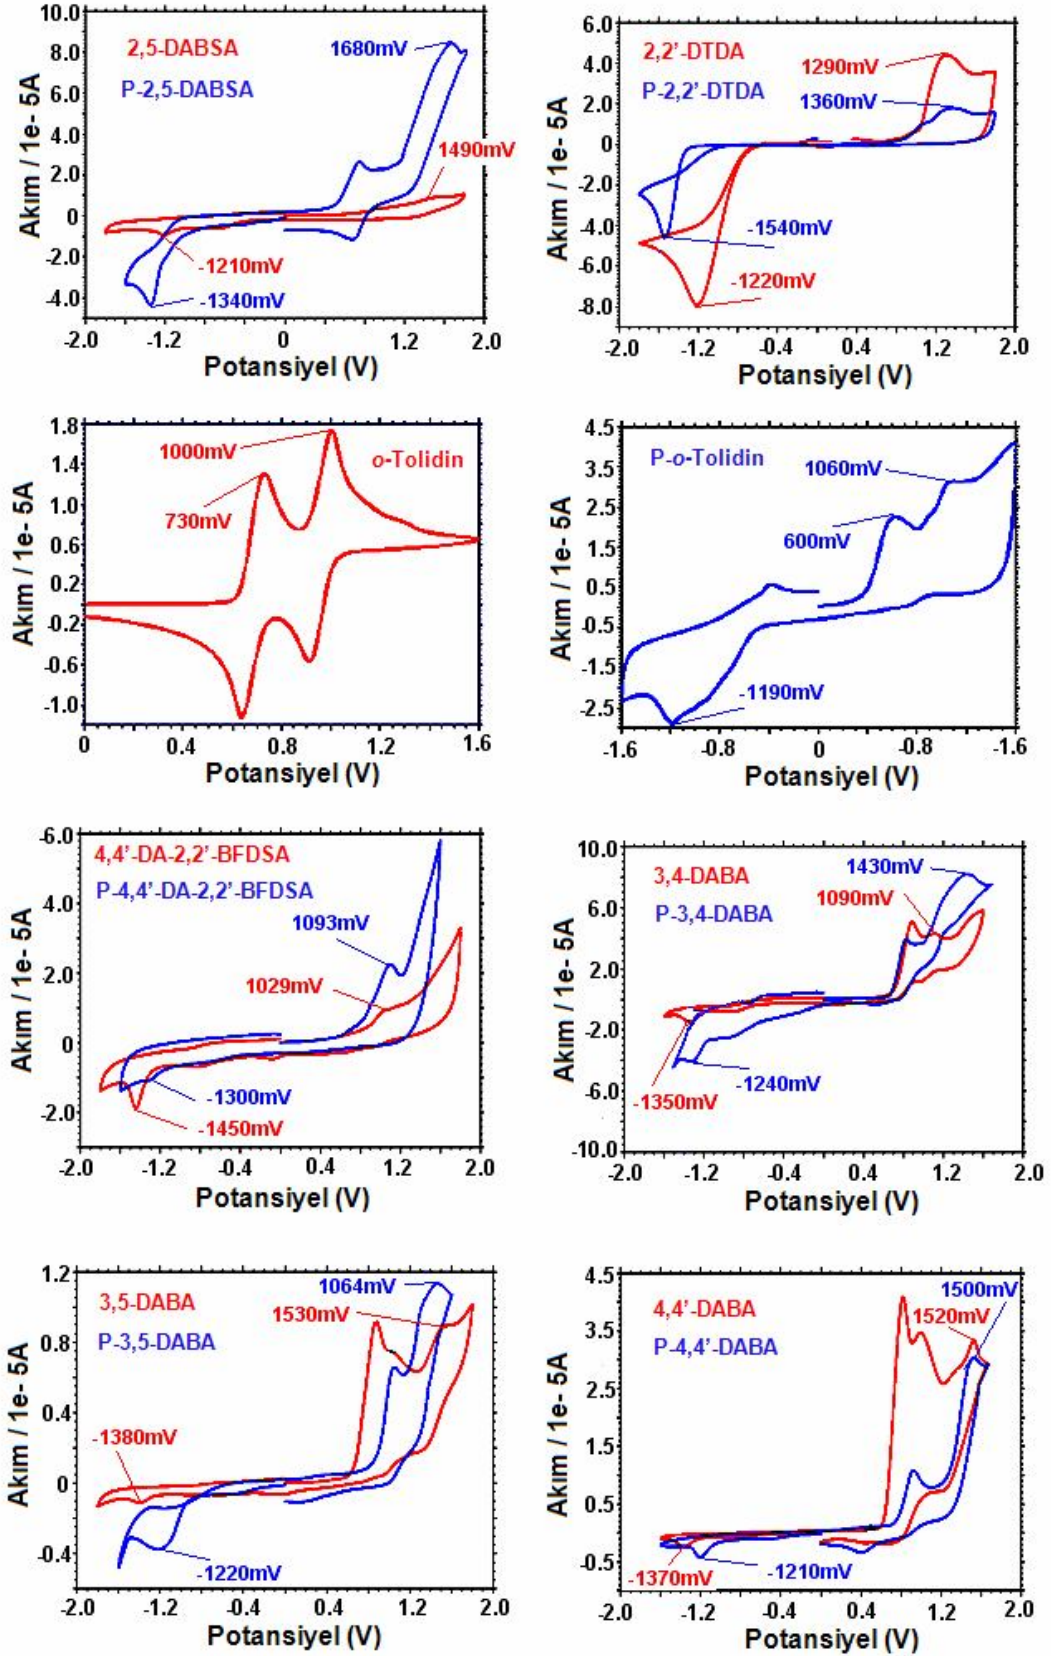 10.0
8.0
6.0
4.0
2.0
0
-2.0
-4.0
Akım / 1e- 5A
2,5-DABSA
P-2,5-DABSA
1680mV
1490mV
-1210mV
-1340mV
-2.0 -1.2 0 1.2 2.0
Potansiyel (V)
6.0
4.0
2.0
0
-2.0
-4.0
-6.0
-8.0
Akım / 1e- 5A
2,2'-DTDA
P-2,2'-DTDA
1290mV
1360mV
-1540mV
-1220mV
-2.0 -1.2 -0.4 0.4 1.2 2.0
Potansiyel (V)
1.8
1.4
1.0
0.6
0.2
-0.2
-0.6
-1.0
Akım / 1e- 5A
1000mV
o-Tolidin
730mV
0 0.4 0.8 1.2 1.6
Potansiyel (V)
4.5
3.5
2.5
1.5
0.5
-0.5
-1.5
-2.5
Akım / 1e- 5A
P-o-Tolidin
1060mV
600mV
-1190mV
-1.6 -0.8 0 -0.8 -1.6
Potansiyel (V)
-6.0
4.0
2.0
0
-2.0
Akım / 1e- 5A
4,4'-DA-2,2'-BFDSA
P-4,4'-DA-2,2'-BFDSA
1093mV
1029mV
-1300mV
-1450mV
-2.0 -1.2 -0.4 0.4 1.2 2.0
Potansiyel (V)
10.0
6.0
2.0
-2.0
-6.0
-10.0
Akım / 1e- 5A
3,4-DABA
P-3,4-DABA
1430mV
1090mV
-1240mV
-1350mV
-2.0 -1.2 -0.4 0.4 1.2 2.0
Potansiyel (V)
1.2
0.8
0.4
0
-0.4
Akım / 1e- 5A
3,5-DABA
P-3,5-DABA
1064mV
1530mV
-1380mV
-1220mV
-2.0 -1.2 0.4 0.4 1.2 2.0
Potansiyel (V)
4.5
3.5
2.5
1.5
0.5
-0.5
Akım / 1e- 5A
4,4'-DABA
P-4,4'-DABA
1500mV
1520mV
-1370mV
-1210mV
-2.0 -1.2 -0.4 0.4 1.2 2.0
Potansiyel (V)